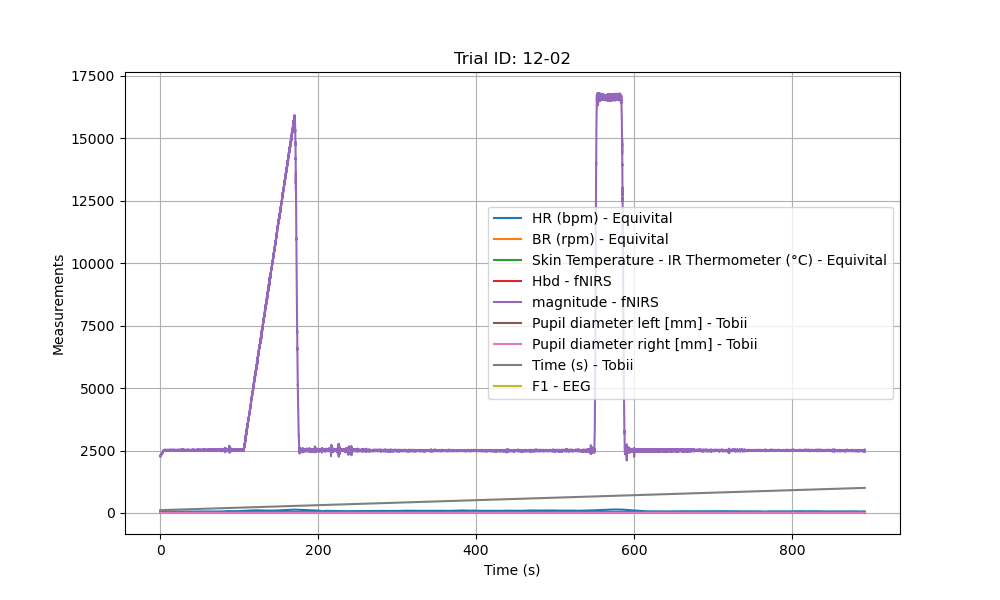 Trial ID: 12-02
17500
15000
12500
10000
7500
5000
2500
0
Measurements
HR (bpm) - Equivital
BR (rpm) - Equivital
Skin Temperature - IR Thermometer (°C) - Equivital
Hbd - fNIRS
magnitude - fNIRS
Pupil diameter left [mm] - Tobii
Pupil diameter right [mm] - Tobii
Time (s) - Tobii
F1 - EEG
0 200 400 600 800
Time (s)